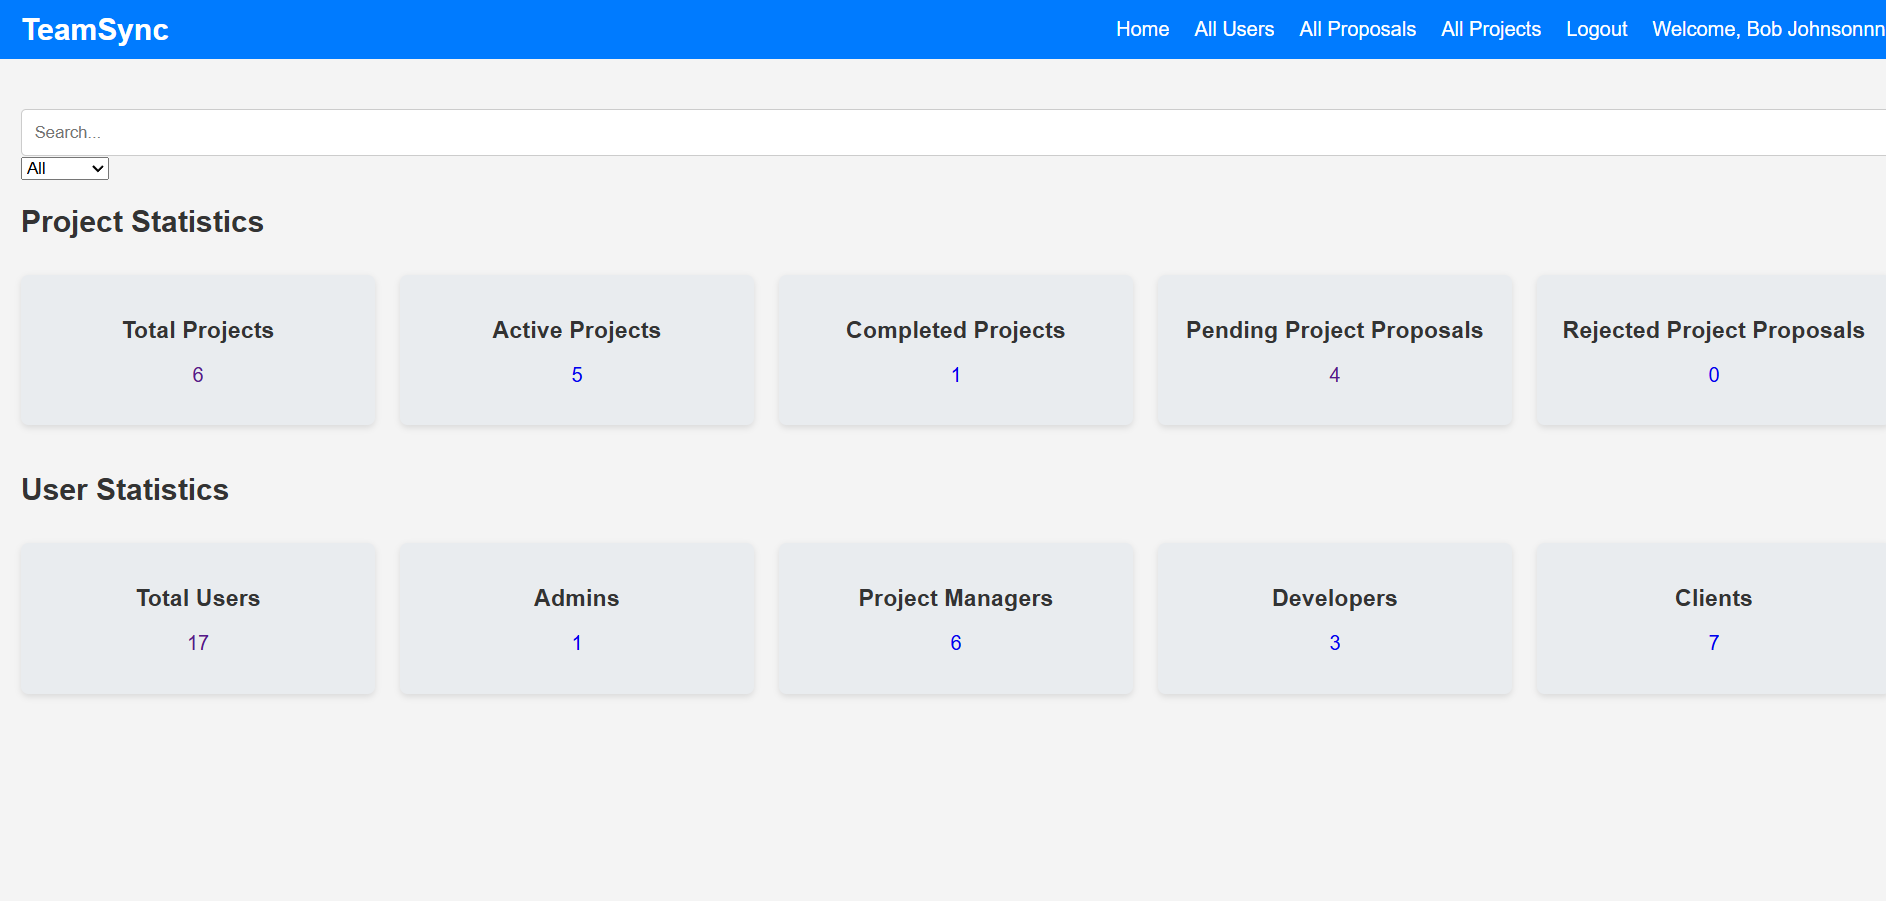 TeamSync Home All Users All Proposals All Projects Logout Welcome, Bob Johnsonnn
Search...
All
Project Statistics
Total Projects Active Projects Completed Projects Pending Project Proposals Rejected Project Proposals
6 5 1 4 0
User Statistics
Total Users Admins Project Managers Developers Clients
17 1 6 3 7